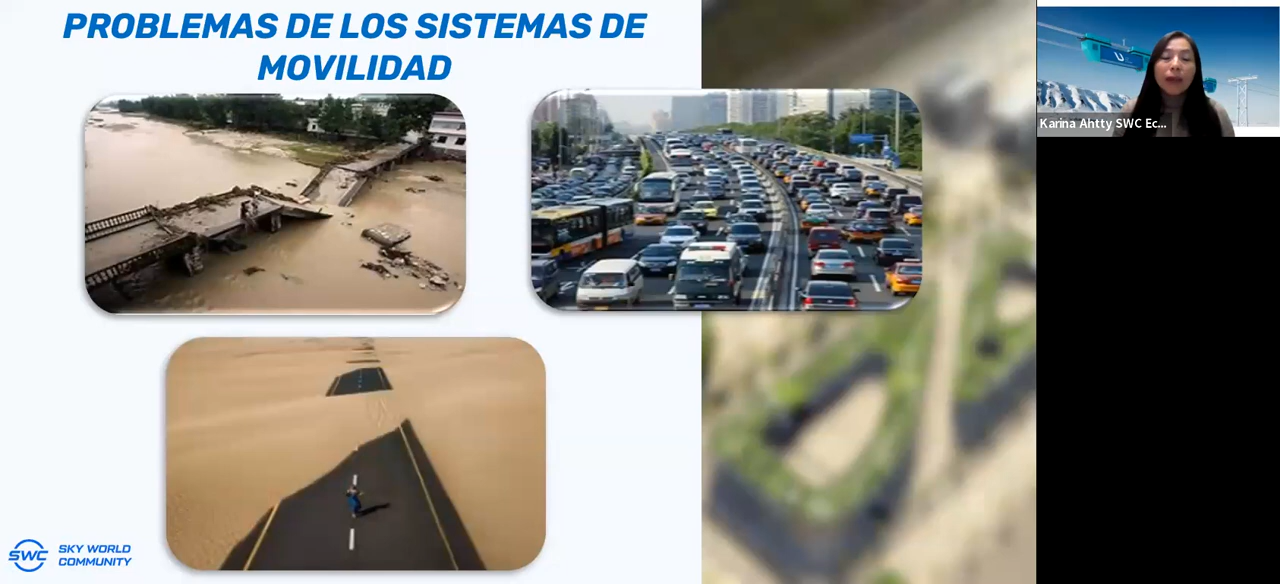 PROBLEMAS DE LOS SISTEMAS DE
MOVILIDAD
Karina Ahtty SWC Ec...
SWC
SKY WORLD
COMMUNITY